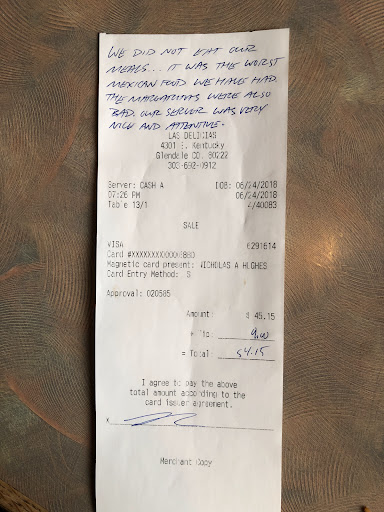 WE DID NOT EAT OUR
MEALS... IT WAS THE WORST
MEXICAN FOOD WE HAVE HAD.
THE MARGARITAS WERE ALSO
BAD. OUR SERVER WAS VERY
NICE AND ATTENTIVE.
LAS DELICIAS
4301 E. Kentucky
Glendale CO. 80222
303-692-0912
Server: CASH A DOB: 06/24/2018
07:26 PM 06/24/2018
Table 13/1 4/40083
SALE
VISA 6291614
Card #XXXXXXXXXXXX
Magnetic card present: NICHOLAS A HUGHES
Card Entry Method: S
Approval: 020585
Amount: $ 45.15
+ Tip: 9.00
= Total: 54.15
I agree to pay the above
total amount according to the
card issuer agreement.
X
Merchant Copy